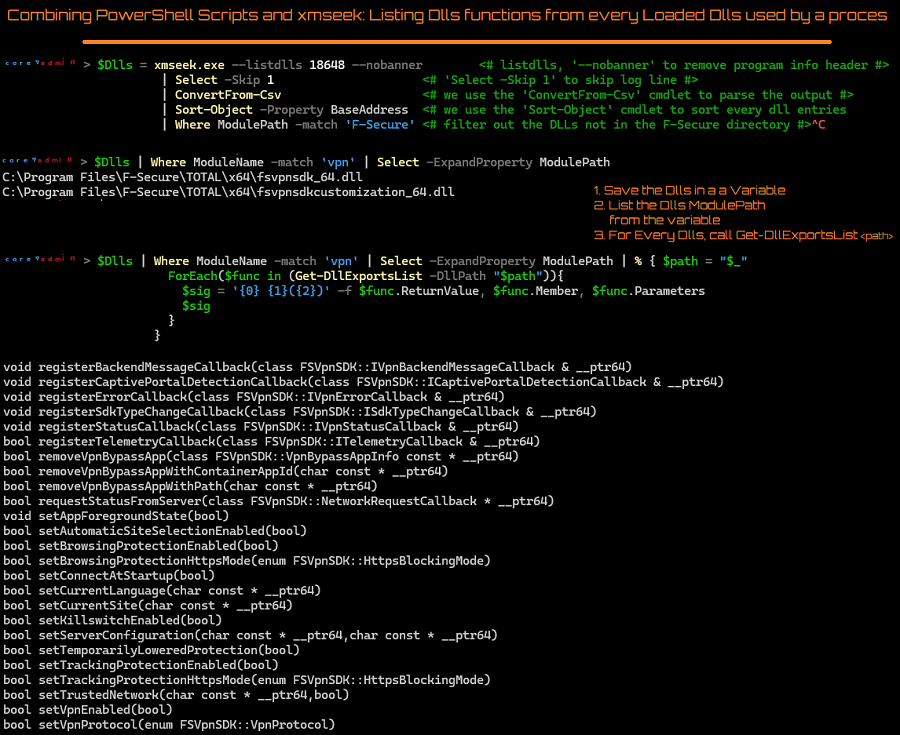 Combining PowerShell Scripts and xmseek: Listing Dlls functions from every Loaded Dlls used by a proces
core9admin > $Dlls = xmseek.exe --listdlls 18648 --nobanner <# listdlls, '--nobanner' to remove program info header #>
| Select -Skip 1 <# 'Select -Skip 1' to skip log line #>
| ConvertFrom-Csv <# we use the 'ConvertFrom-Csv' cmdlet to parse the output #>
| Sort-Object -Property BaseAddress <# we use the 'Sort-Object' cmdlet to sort every dll entries
| Where ModulePath -match 'F-Secure' <# filter out the DLLs not in the F-Secure directory #>^C
core9admin > $Dlls | Where ModuleName -match 'vpn' | Select -ExpandProperty ModulePath
C:\Program Files\F-Secure\TOTAL\x64\fsvpnsdk_64.dll
C:\Program Files\F-Secure\TOTAL\x64\fsvpnsdkcustomization_64.dll
1. Save the Dlls in a a Variable
2. List the Dlls ModulePath
from the variable
3. For Every Dlls, call Get-DllExportsList <path>
core9admin > $Dlls | Where ModuleName -match 'vpn' | Select -ExpandProperty ModulePath | % { $path = "$_"
ForEach($func in (Get-DllExportsList -DllPath "$path")){
$sig = '{0} {1}({2})' -f $func.ReturnValue, $func.Member, $func.Parameters
$sig
}
}
void registerBackendMessageCallback(class FSVpnSDK::IVpnBackendMessageCallback & __ptr64)
void registerCaptivePortalDetectionCallback(class FSVpnSDK::ICaptivePortalDetectionCallback & __ptr64)
void registerErrorCallback(class FSVpnSDK::IVpnErrorCallback & __ptr64)
void registerSdkTypeChangeCallback(class FSVpnSDK::ISdkTypeChangeCallback & __ptr64)
void registerStatusCallback(class FSVpnSDK::IVpnStatusCallback & __ptr64)
bool registerTelemetryCallback(class FSVpnSDK::ITelemetryCallback & __ptr64)
bool removeVpnBypassApp(class FSVpnSDK::VpnBypassAppInfo const * __ptr64)
bool removeVpnBypassAppWithContainerAppId(char const * __ptr64)
bool removeVpnBypassAppWithPath(char const * __ptr64)
bool requestStatusFromServer(class FSVpnSDK::NetworkRequestCallback * __ptr64)
void setAppForegroundState(bool)
bool setAutomaticSiteSelectionEnabled(bool)
bool setBrowsingProtectionEnabled(bool)
bool setBrowsingProtectionHttpsMode(enum FSVpnSDK::HttpsBlockingMode)
bool setConnectAtStartup(bool)
bool setCurrentLanguage(char const * __ptr64)
bool setCurrentSite(char const * __ptr64)
bool setKillswitchEnabled(bool)
bool setServerConfiguration(char const * __ptr64,char const * __ptr64)
bool setTemporarilyLoweredProtection(bool)
bool setTrackingProtectionEnabled(bool)
bool setTrackingProtectionHttpsMode(enum FSVpnSDK::HttpsBlockingMode)
bool setTrustedNetwork(char const * __ptr64,bool)
bool setVpnEnabled(bool)
bool setVpnProtocol(enum FSVpnSDK::VpnProtocol)